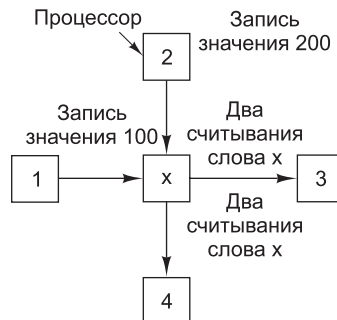 Процессор
Запись
значения 200
2
Запись
значения 100
Два
считывания
слова x
1
x
3
Два
считывания
слова x
4